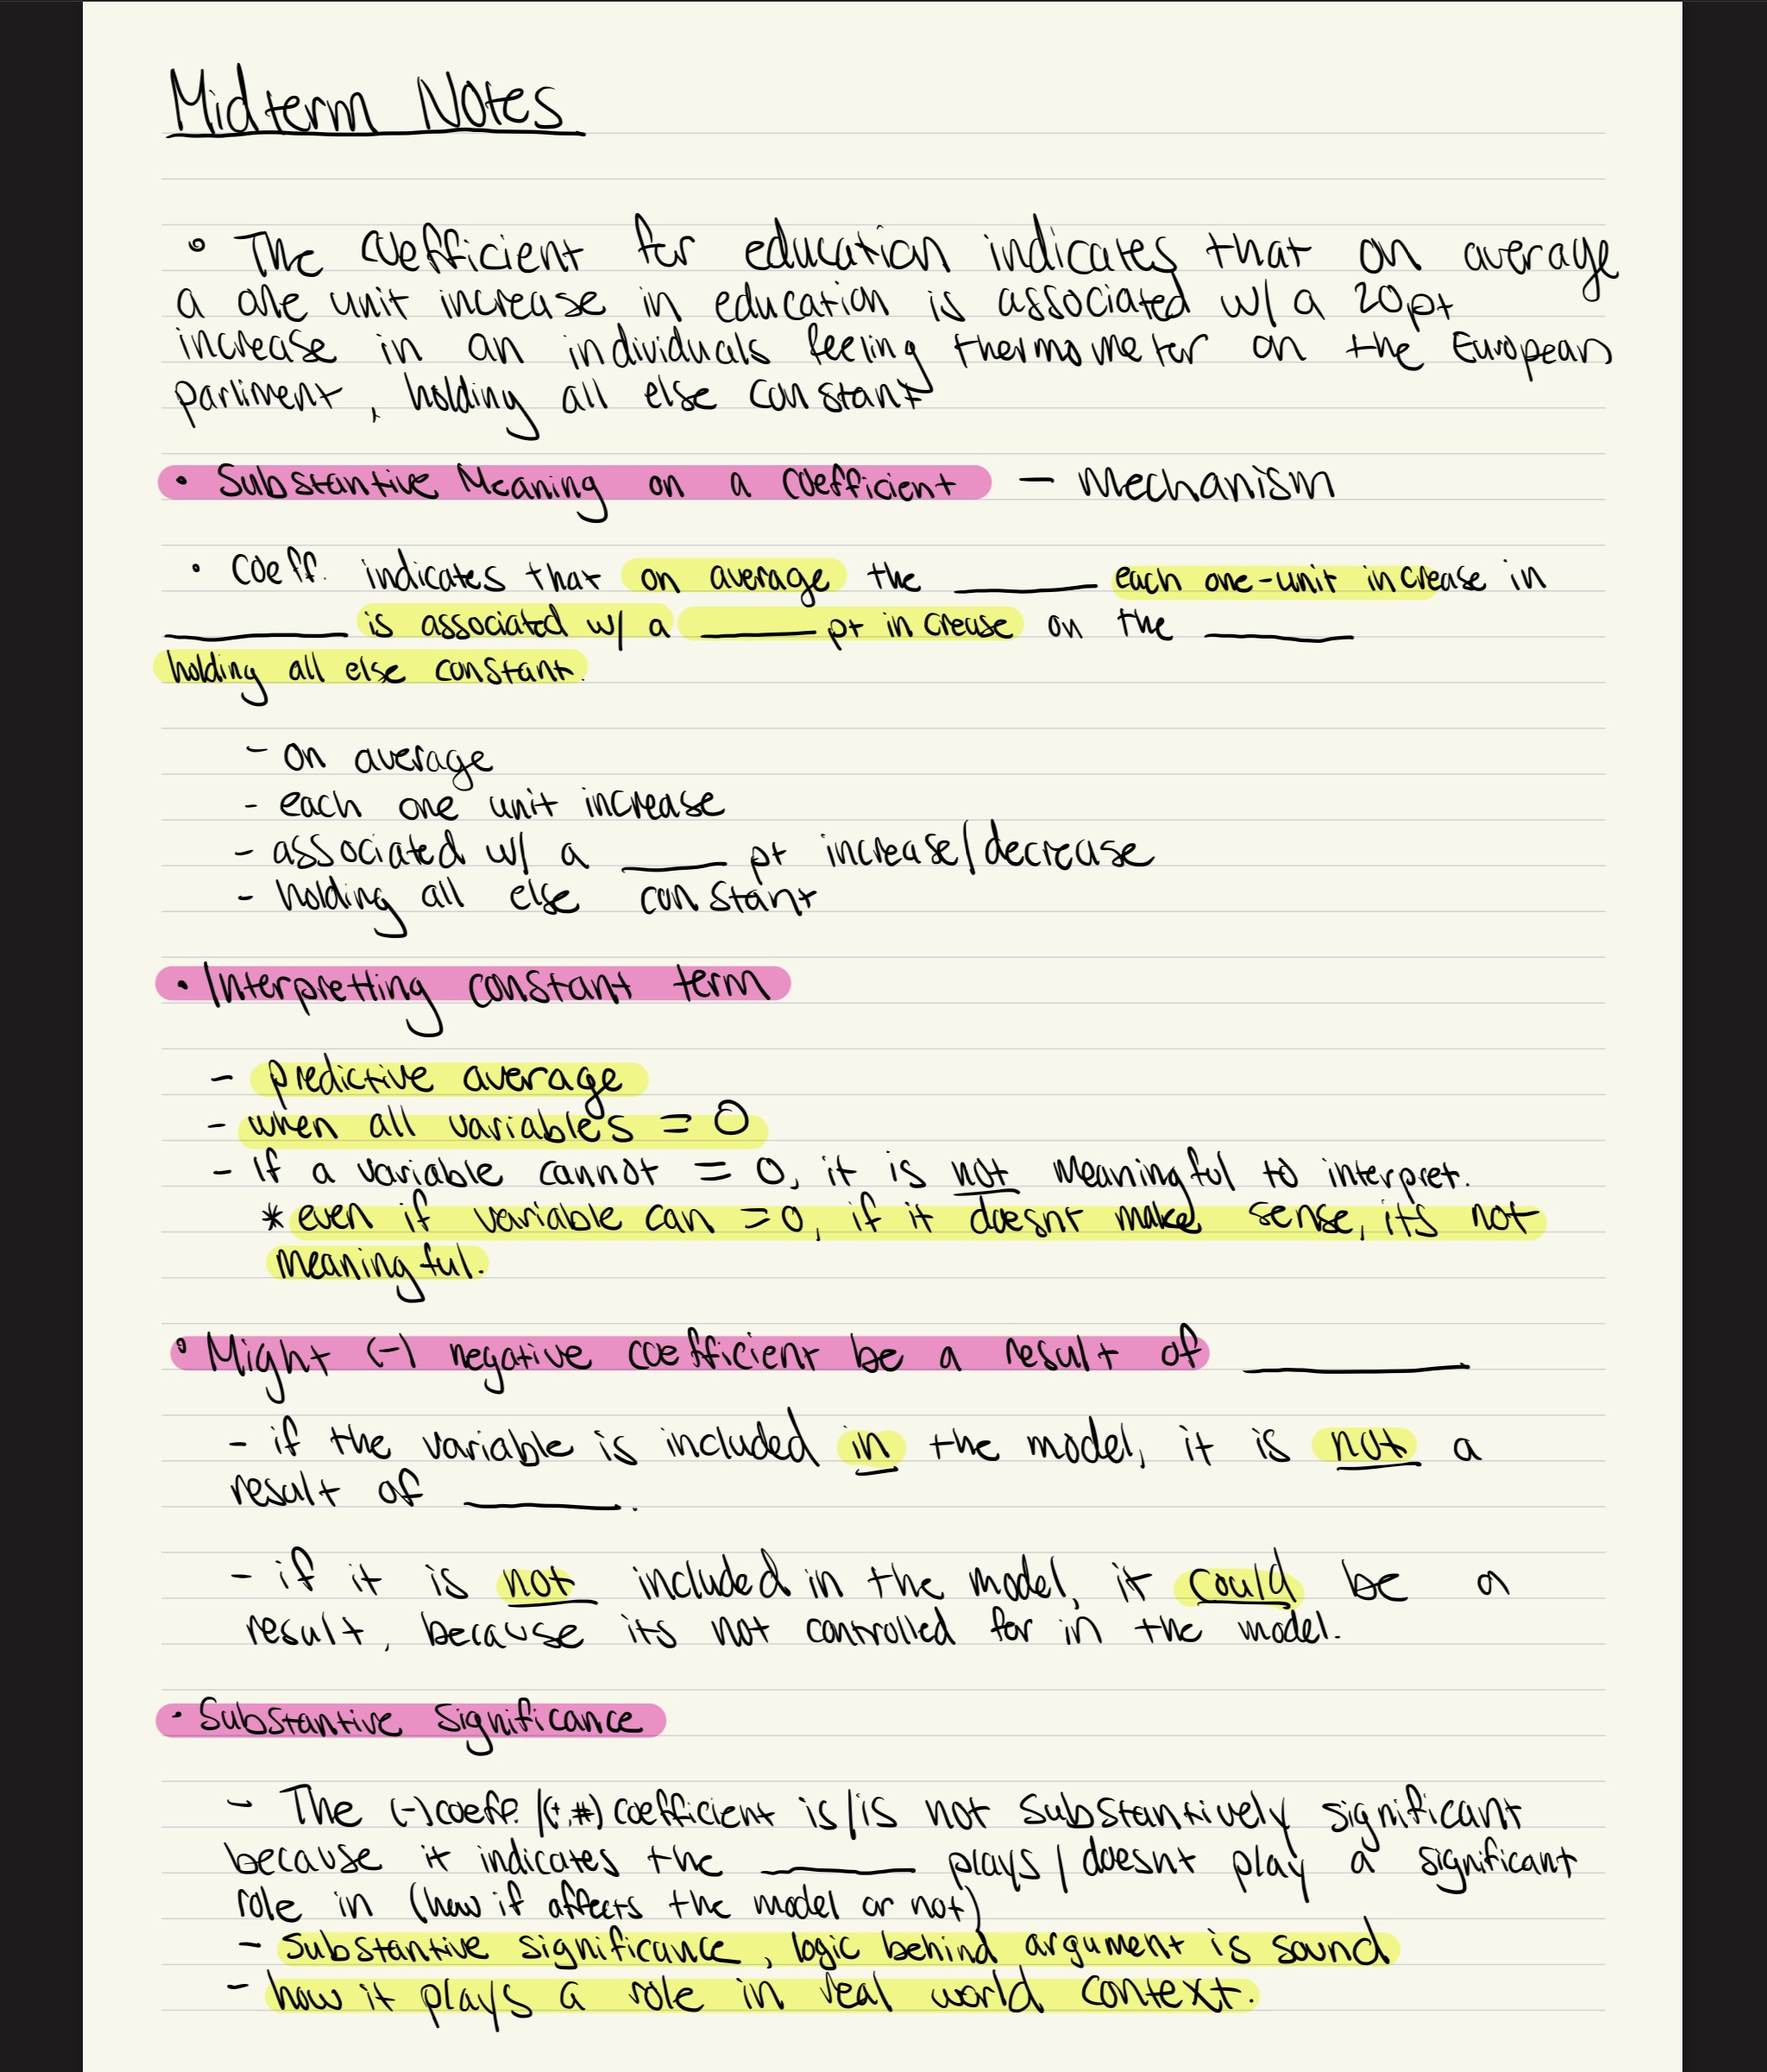 Midterm Notes
• The coefficient for education indicates that on average
a one unit increase in education is associated w/ a 20pt
increase in an individuals feeling thermometer on the European
parliment, holding all else constant
• Substantive Meaning on a coefficient — Mechanism
• Coeff. indicates that on average the ______ each one-unit increase in
______ is associated w/ a ______ pt increase on the ______
holding all else constant.
- on average
- each one unit increase
- associated w/ a ____ pt increase/decrease
- holding all else constant
• Interpretting constant term
- predictive average
- when all variables = 0
- If a variable cannot = 0, it is not meaningful to interpret.
* even if variable can = 0, if it doesnt make sense, it's not
meaningful.
• Might (-) negative coefficient be a result of ______
- if the variable is included in the model, it is not a
result of ______.
- if it is not included in the model, it could be a
result, because its not controlled for in the model.
• Substantive Significance
- The (-) coeff. /(+,#) coefficient is/is not substantively significant
because it indicates the ______ plays/doesnt play a significant
role in (how it affects the model or not)
- substantive significance, logic behind argument is sound
- how it plays a role in real world context.